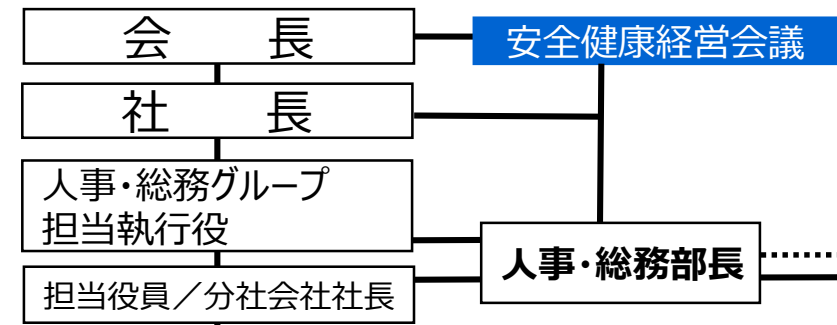 会　長
安全健康経営会議
社　長
人事・総務グループ
担当執行役
人事・総務部長
担当役員／分社会社社長